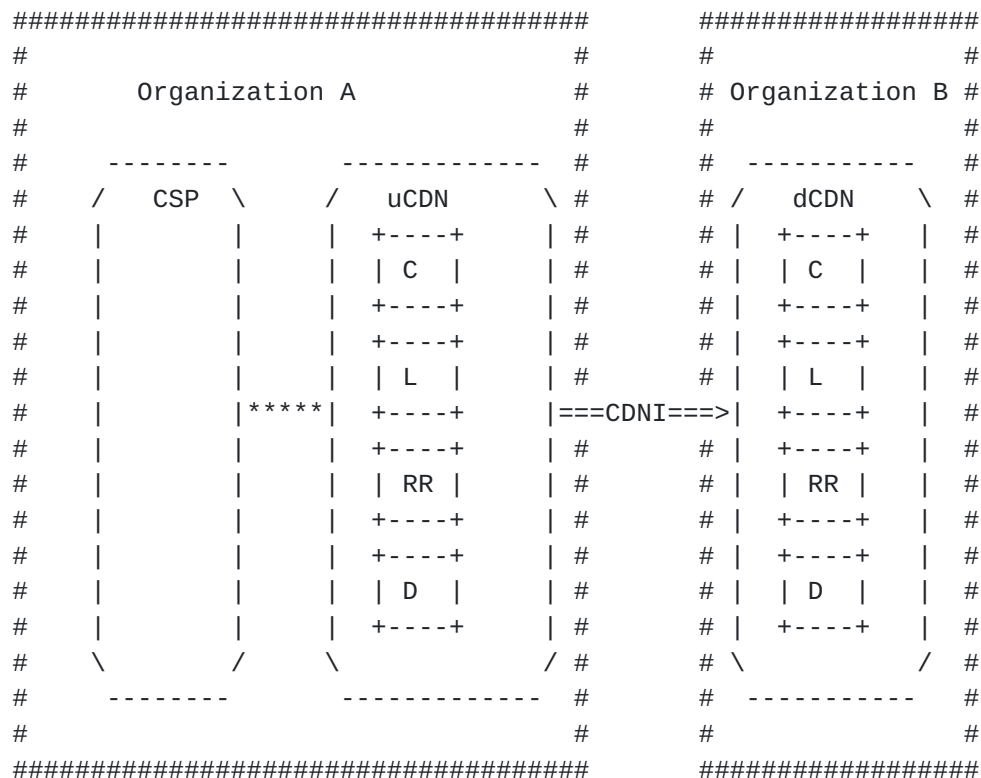 #####################################       ##################
#                                   #       #                #
#       Organization A              #       # Organization B #
#                                   #       #                #
#     --------       -------------  #       #  -----------   #
#    /   CSP  \     /   uCDN      \ #       # /   dCDN    \  #
#    |        |     |  +----+     | #       # |  +----+   |  #
#    |        |     |  | C  |     | #       # |  | C  |   |  #
#    |        |     |  +----+     | #       # |  +----+   |  #
#    |        |     |  +----+     | #       # |  +----+   |  #
#    |        |     |  | L  |     | #       # |  | L  |   |  #
#    |        |*****|  +----+     |===CDNI===>|  +----+   |  #
#    |        |     |  +----+     | #       # |  +----+   |  #
#    |        |     |  | RR |     | #       # |  | RR |   |  #
#    |        |     |  +----+     | #       # |  +----+   |  #
#    |        |     |  +----+     | #       # |  +----+   |  #
#    |        |     |  | D  |     | #       # |  | D  |   |  #
#    |        |     |  +----+     | #       # |  +----+   |  #
#    \        /     \             / #       # \           /  #
#     --------       -------------  #       #  -----------   #
#                                   #       #                #
#####################################       ##################